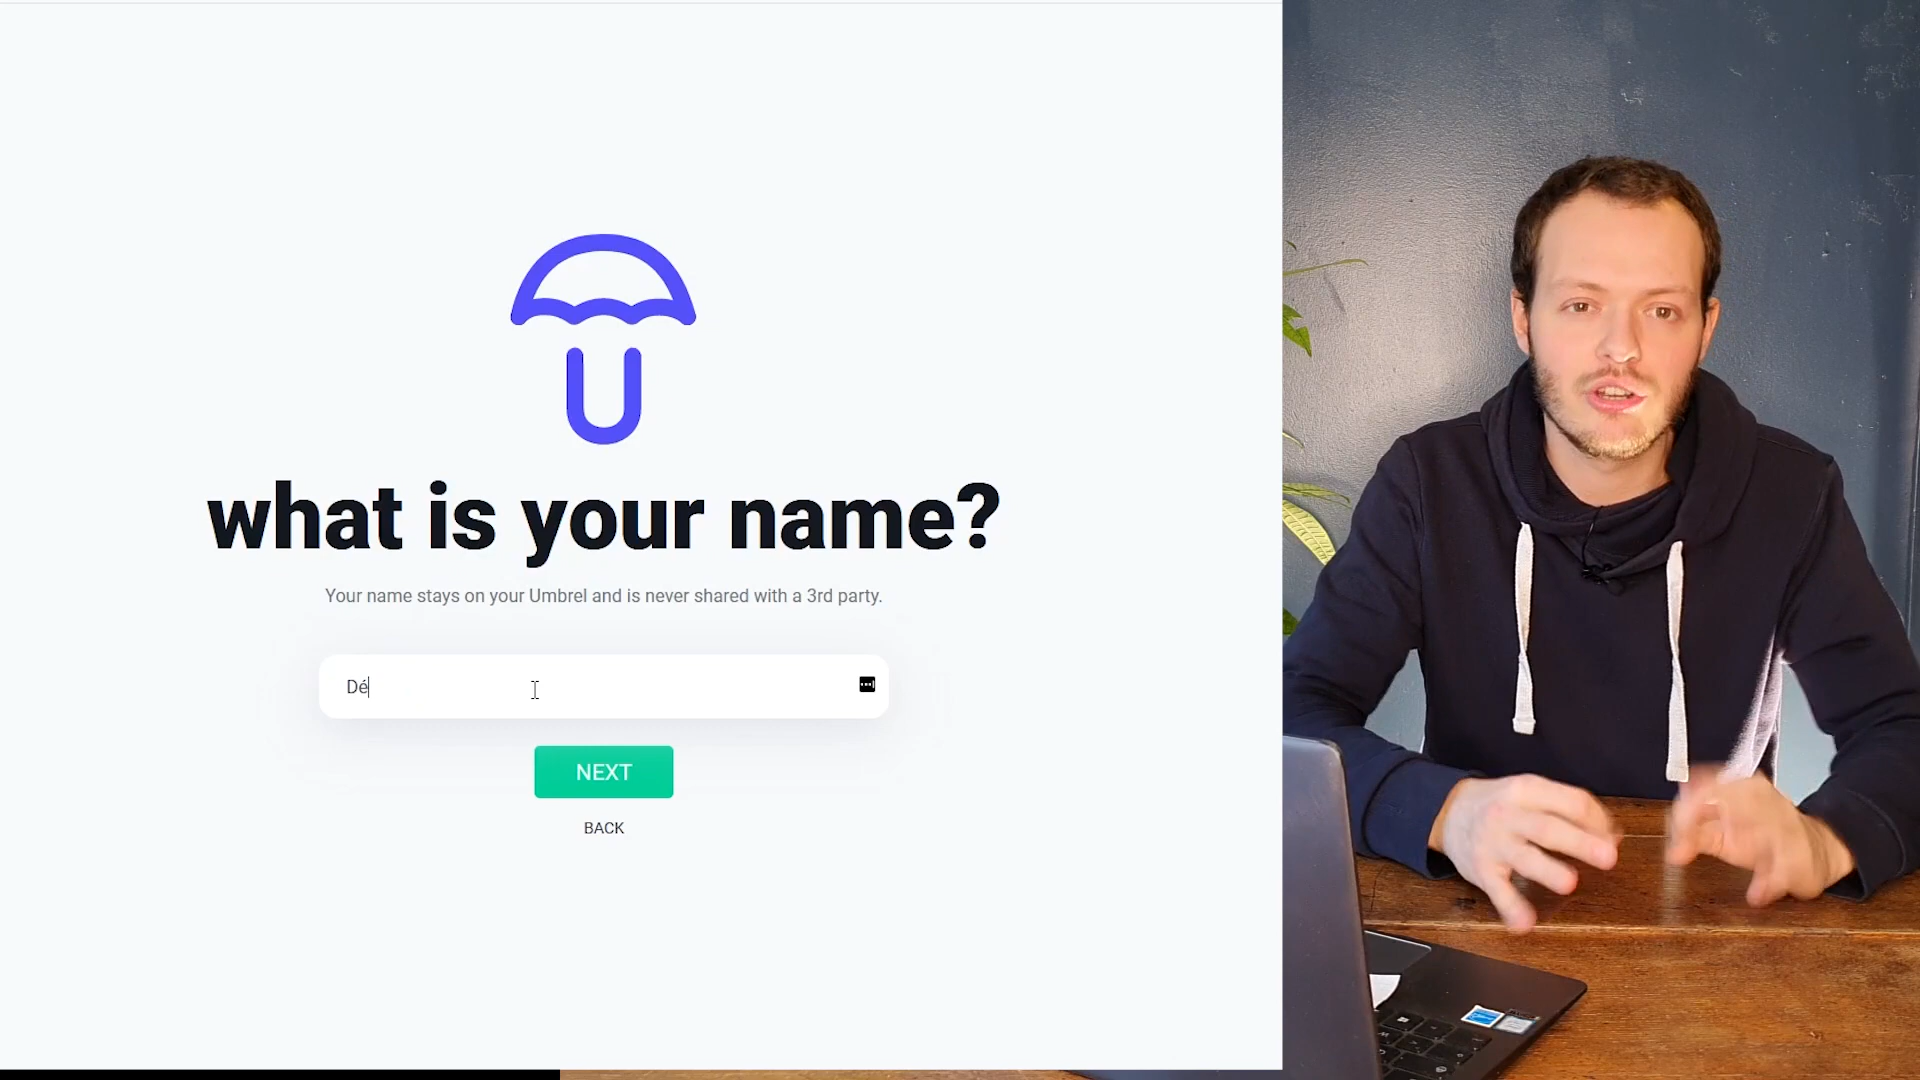 what is your name?
Your name stays on your Umbrel and is never shared with a 3rd party.
Dé
NEXT
BACK